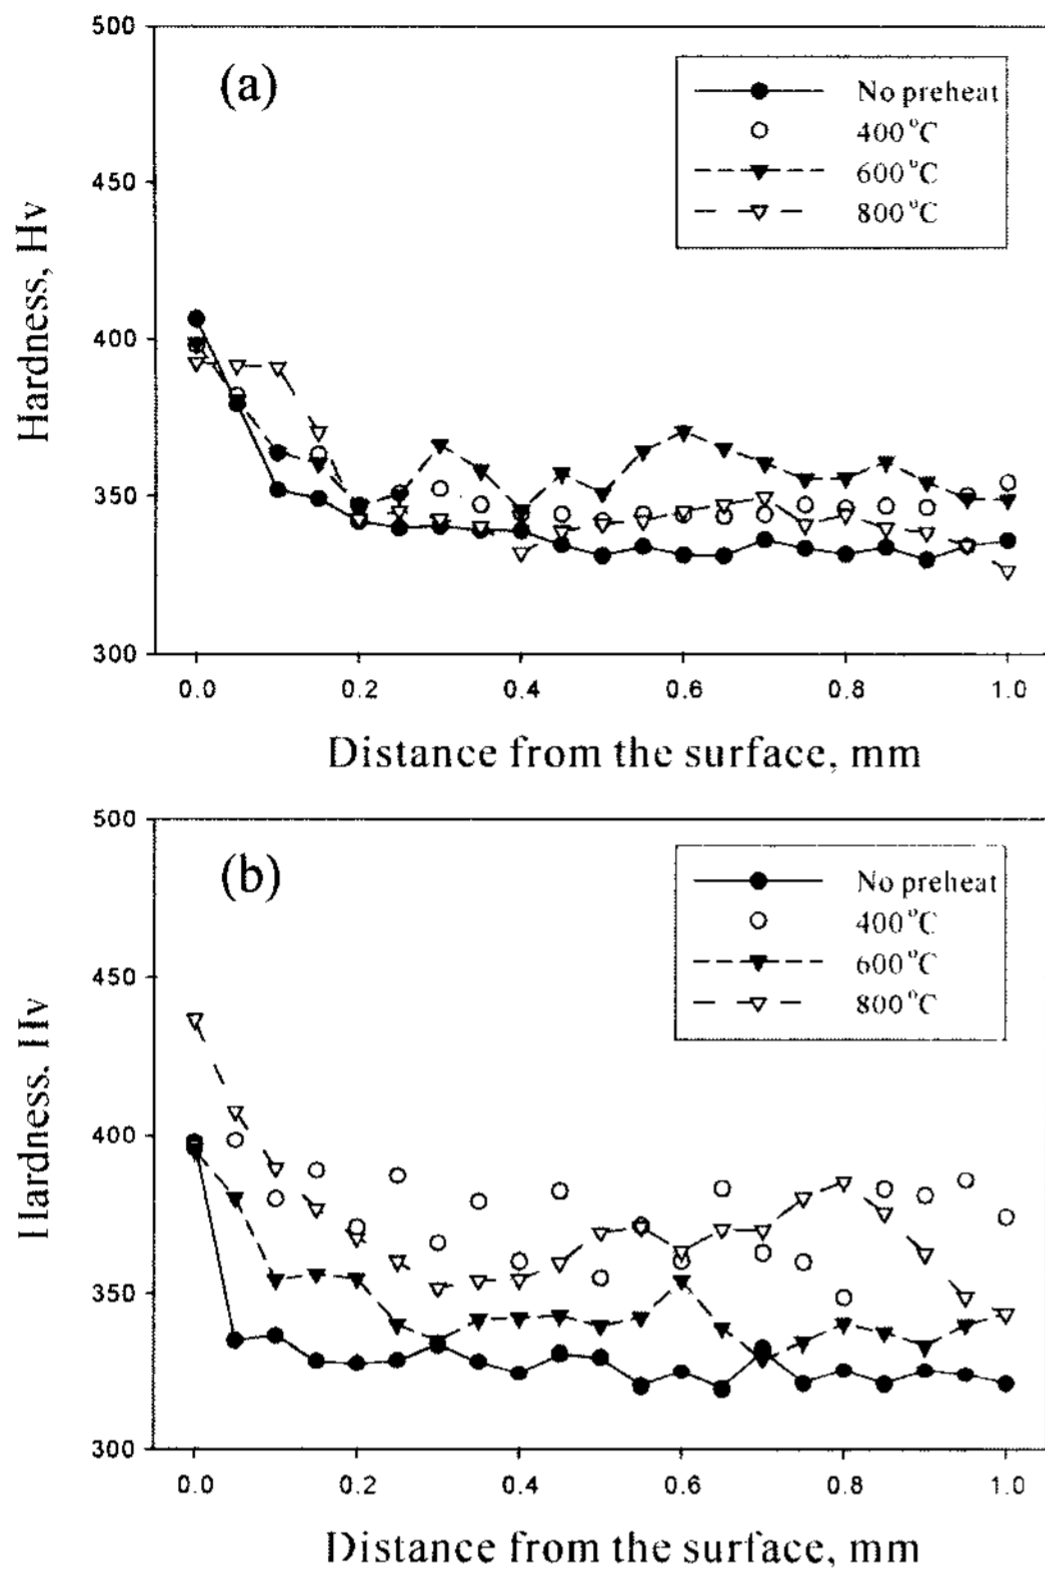 (a)
No preheat
400°C
600°C
800°C
500
450
400
350
300
Hardness, Hv
0.0 0.2 0.4 0.6 0.8 1.0
Distance from the surface, mm
(b)
No preheat
400°C
600°C
800°C
500
450
400
350
300
Hardness, Hv
0.0 0.2 0.4 0.6 0.8 1.0
Distance from the surface, mm